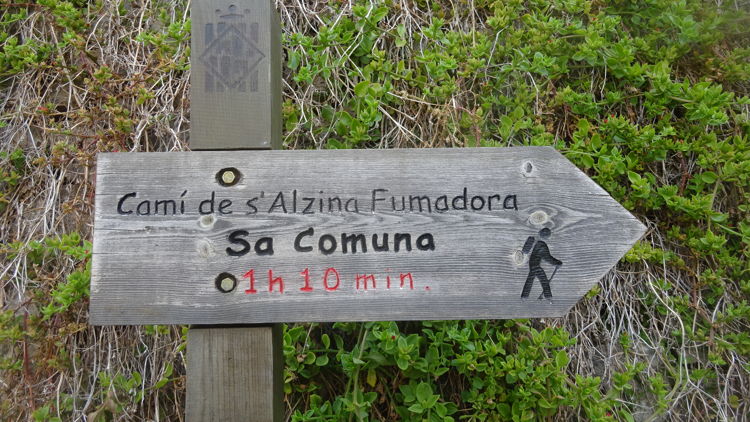 Camí de s'Alzina Fumadora
Sa Comuna
1h 10 min.